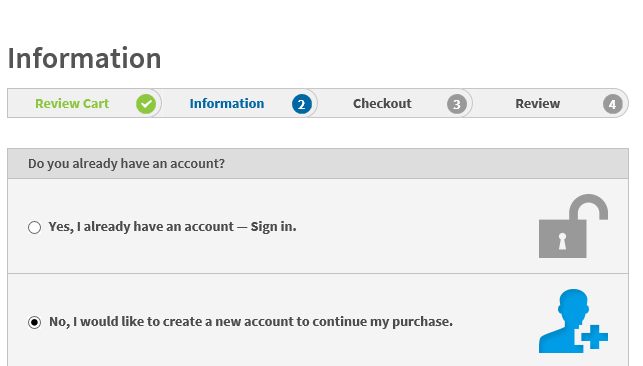 Information
Review Cart
Information 2
Checkout 3
Review 4
Do you already have an account?
Yes, I already have an account — Sign in.
No, I would like to create a new account to continue my purchase.